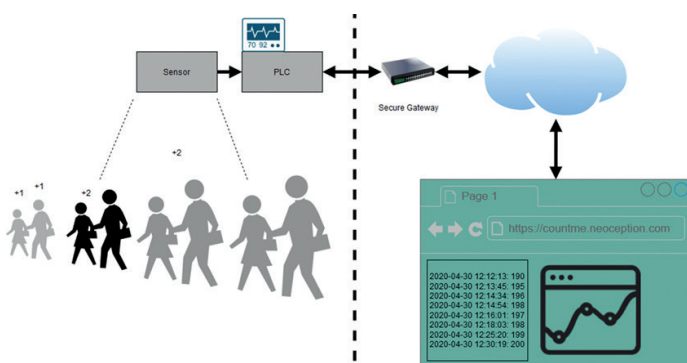 70 92
Sensor
PLC
Secure Gateway
+2
+1
+1
+2
Page 1
https://countme.neoception.com
2020-04-30 12:12:13: 190
2020-04-30 12:13:45: 195
2020-04-30 12:14:34: 196
2020-04-30 12:14:54: 198
2020-04-30 12:16:01: 197
2020-04-30 12:18:03: 198
2020-04-30 12:25:20: 199
2020-04-30 12:30:19: 200